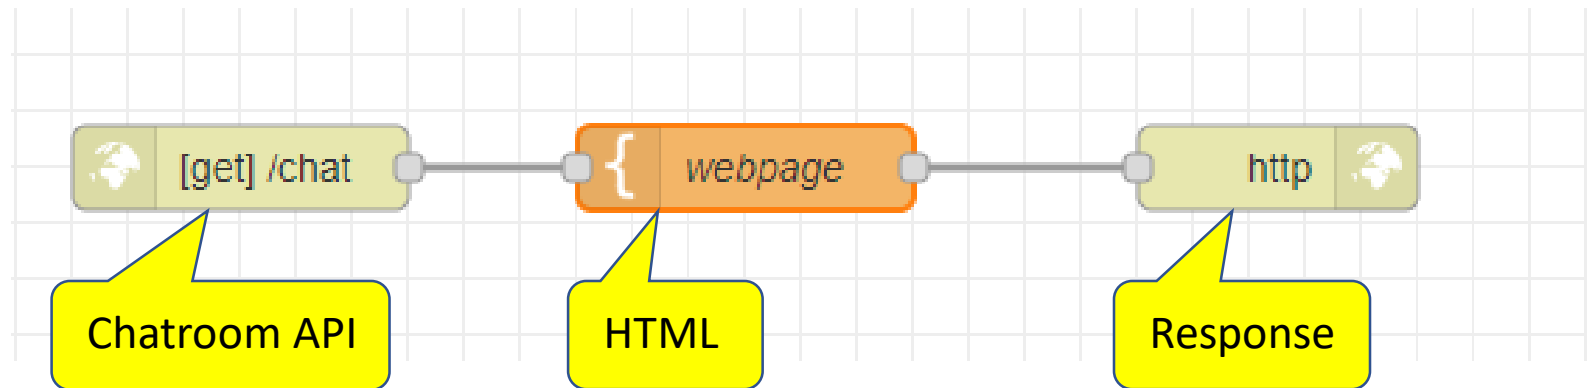 [get] /chat
webpage
http
Chatroom API
HTML
Response